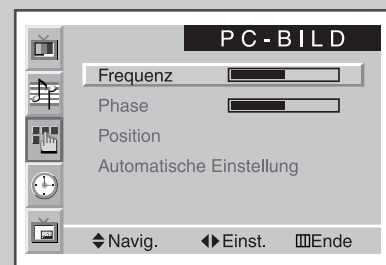 PC-BILD
Frequenz
Phase
Position
Automatische Einstellung
Navig. Einst. Ende